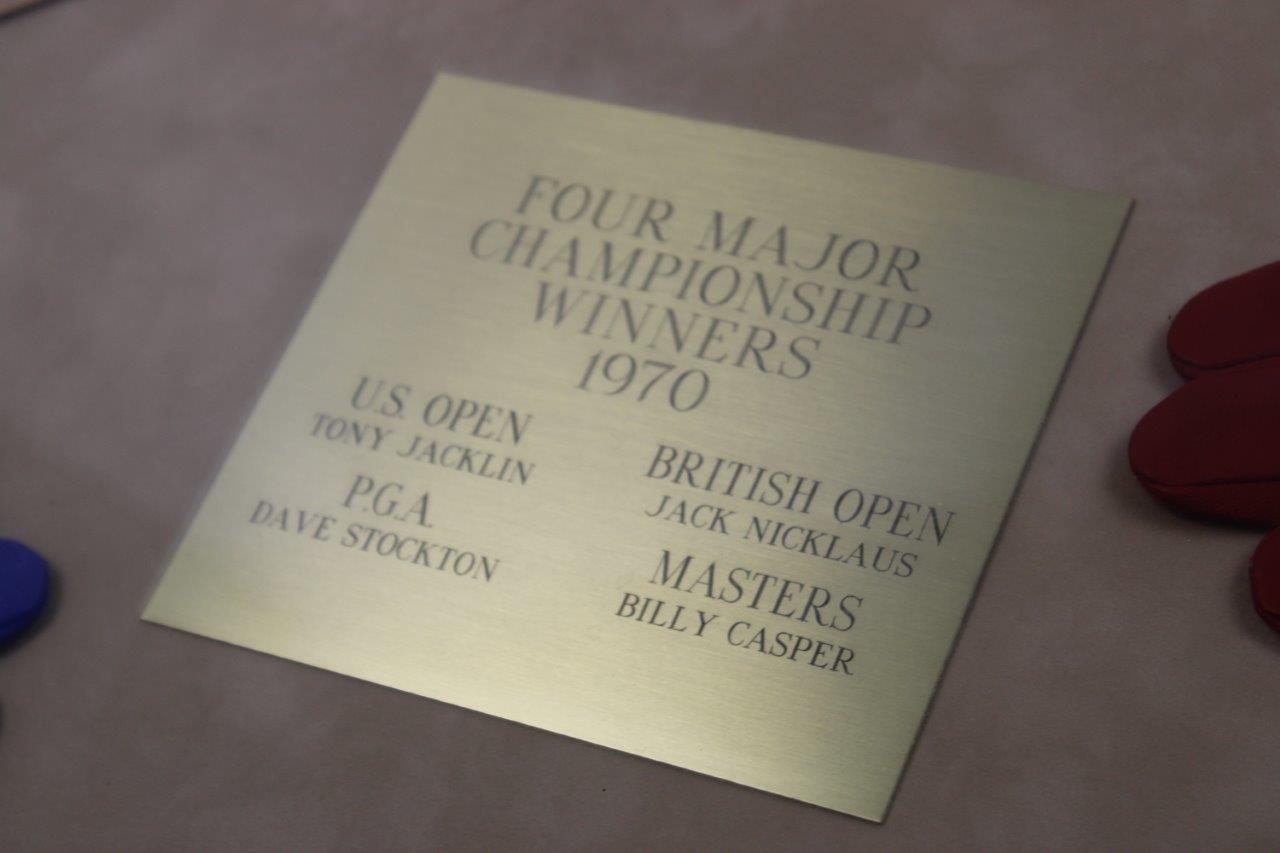 FOUR MAJOR
CHAMPIONSHIP
WINNERS
1970
U.S. OPEN
TONY JACKLIN
P.G.A.
DAVE STOCKTON
BRITISH OPEN
JACK NICKLAUS
MASTERS
BILLY CASPER